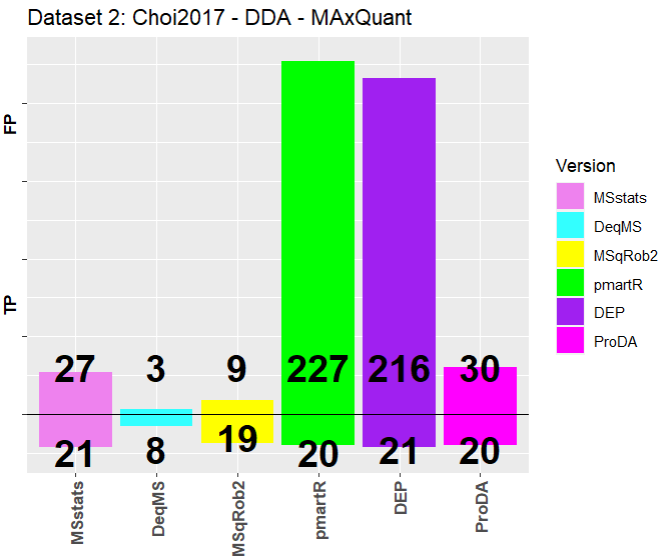 Dataset 2: Choi2017 - DDA - MAxQuant
FP
TP
27 3 9 227 216 30
21 8 19 20 21 20
MSstats DeqMS MSqRob2 pmartR DEP ProDA
Version
MSstats
DeqMS
MSqRob2
pmartR
DEP
ProDA